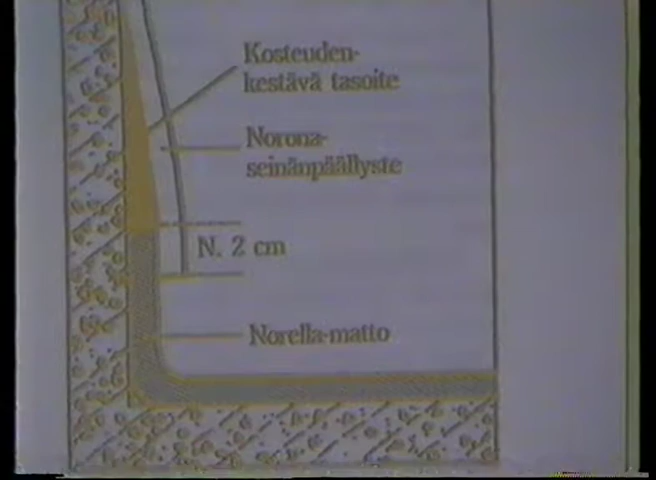 Kosteuden-
kestävä tasoite
Norona-
seinänpäällyste
N. 2 cm
Norella-matto